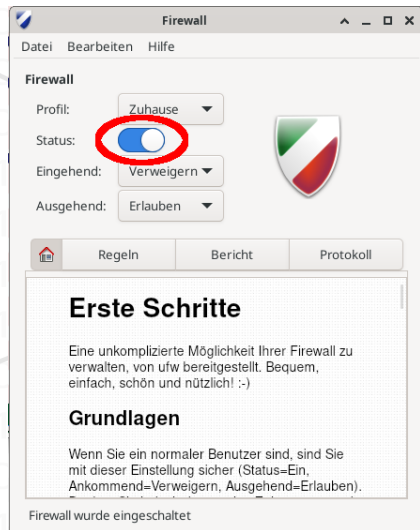 Firewall
Datei Bearbeiten Hilfe
Firewall
Profil: Zuhause
Status:
Eingehend: Verweigern
Ausgehend: Erlauben
Regeln Bericht Protokoll
Erste Schritte
Eine unkomplizierte Möglichkeit Ihrer Firewall zu
verwalten, von ufw bereitgestellt. Bequem,
einfach, schön und nützlich! :-)
Grundlagen
Wenn Sie ein normaler Benutzer sind, sind Sie
mit dieser Einstellung sicher (Status=Ein,
Ankommend=Verweigern, Ausgehend=Erlauben).
Firewall wurde eingeschaltet